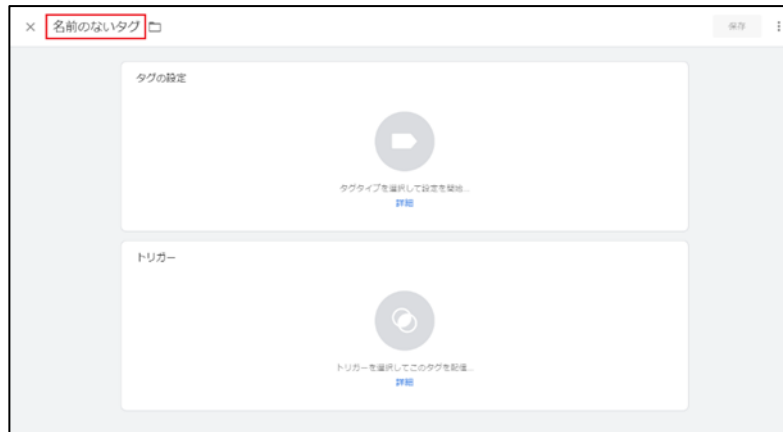 名前のないタグ
保存
タグの設定
タグタイプを選択して設定を開始...
詳細
トリガー
トリガーを選択してこのタグを配信...
詳細